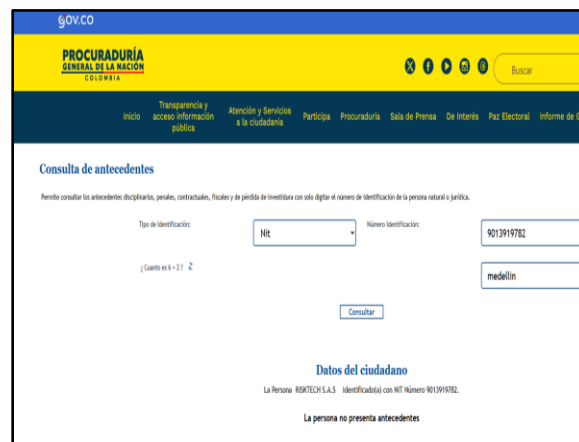 GOV.CO
PROCURADURÍA
GENERAL DE LA NACIÓN
COLOMBIA
Buscar
Inicio
Transparencia y
acceso información
pública
Atención y Servicios
a la ciudadanía
Participa
Procuraduría
Sala de Prensa
De Interés
Paz Electoral
Informe de G
Consulta de antecedentes
Permite consultar los antecedentes disciplinarios, penales, contractuales, fiscales y de pérdida de investidura con solo digitar el número de identificación de la persona natural o jurídica.
Tipo de Identificación:
Nit
Número Identificación:
9013919782
¿ Cuanto es 6 + 2 ?
medellin
Consultar
Datos del ciudadano
La Persona RISKTECH S.A.S Identificado(a) con NIT Número 9013919782.
La persona no presenta antecedentes